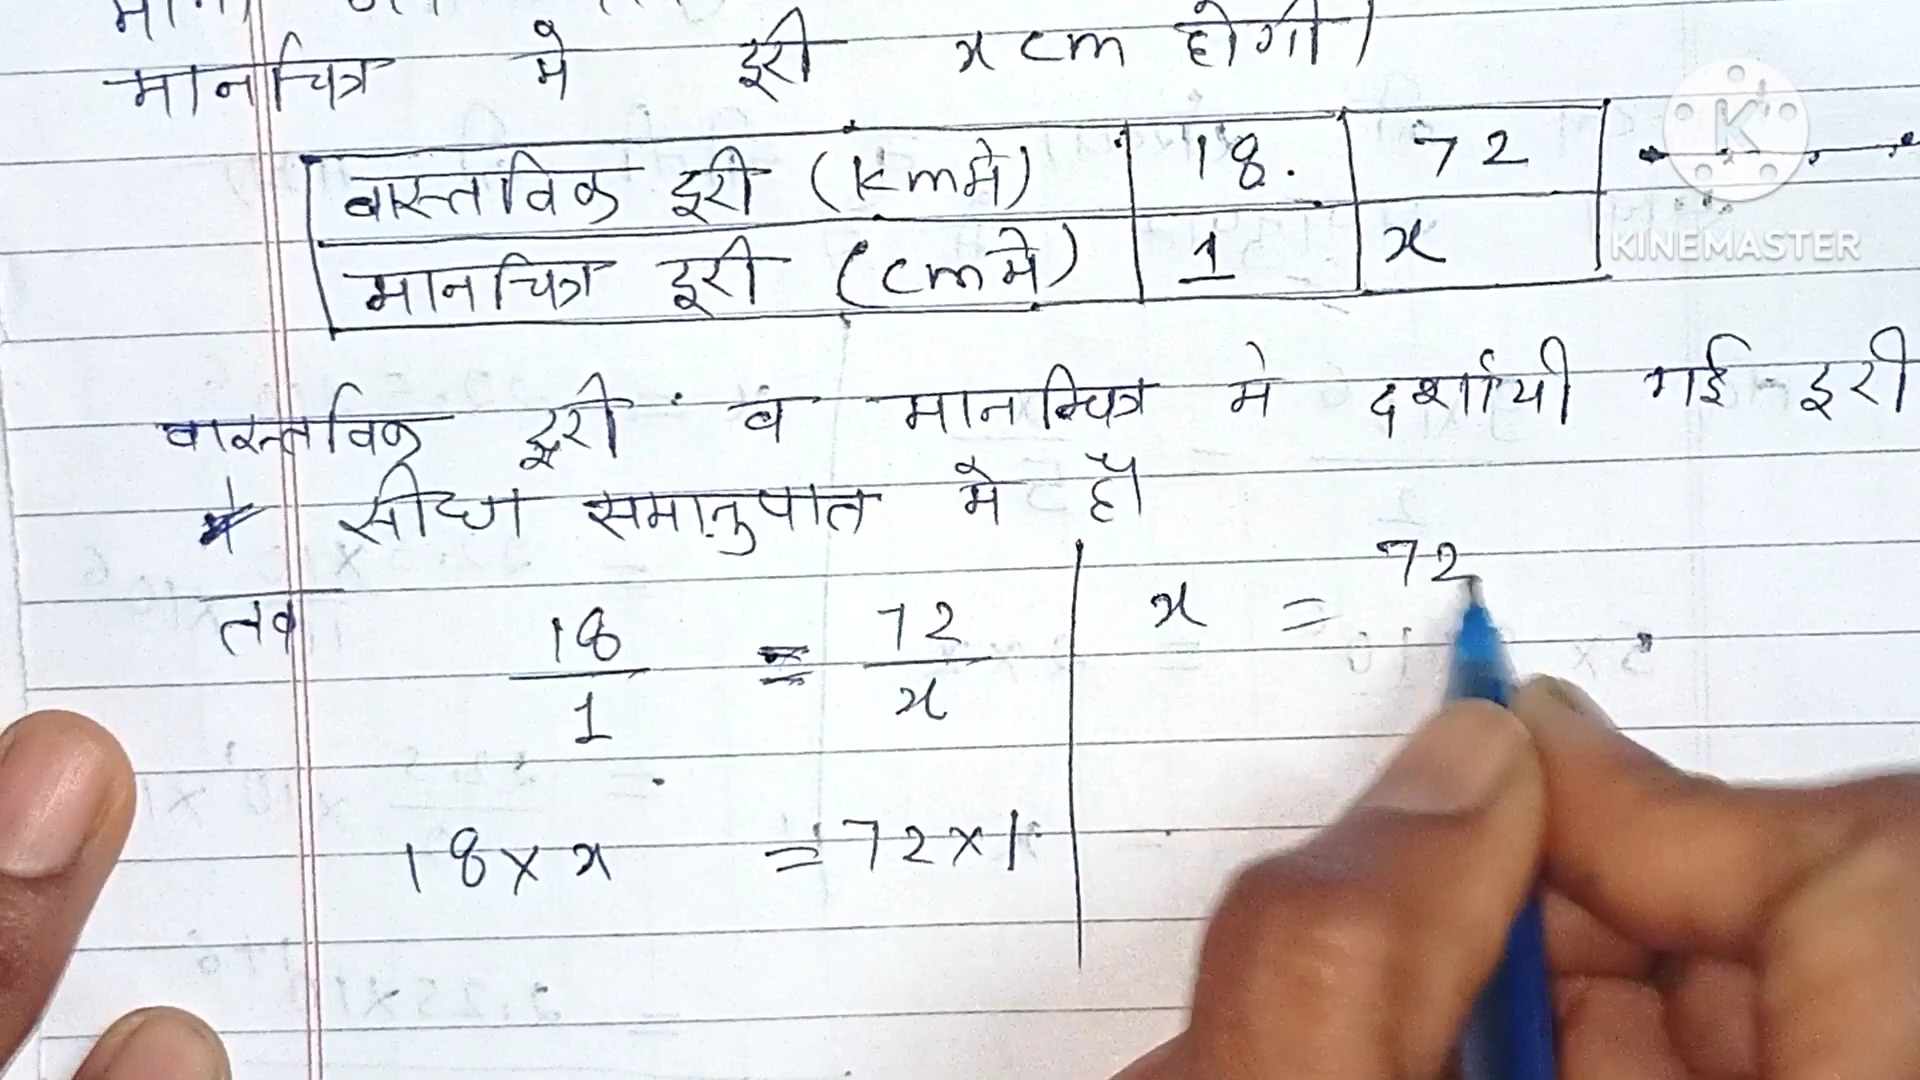 मानचित्र मे दूरी x cm होगी।
वास्तविक दूरी (km मे) 18. 72
मानचित्र दूरी (cm मे) 1 x
KINEMASTER
वास्तविक दूरी व मानचित्र मे दर्शायी गई दूरी
सीधा समानुपात मे है
तब 18/1 = 72/x
x = 72
18 × x = 72 × 1